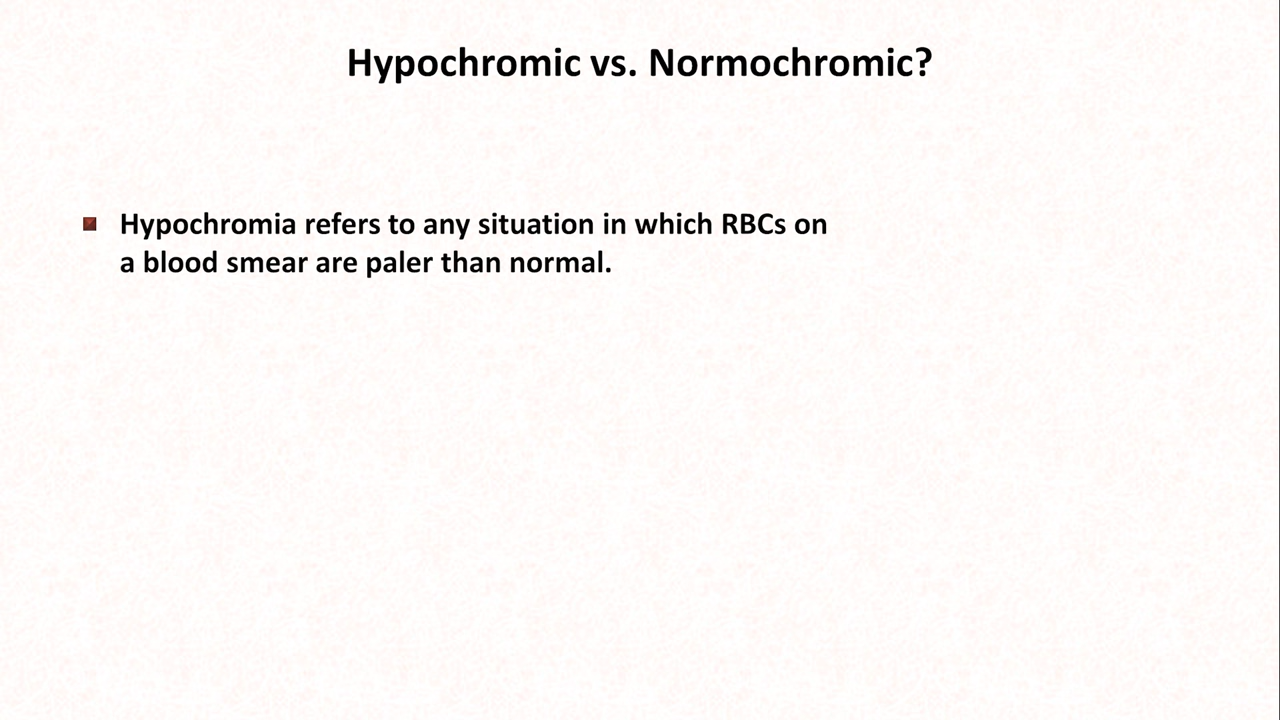 Hypochromic vs. Normochromic?
Hypochromia refers to any situation in which RBCs on
a blood smear are paler than normal.